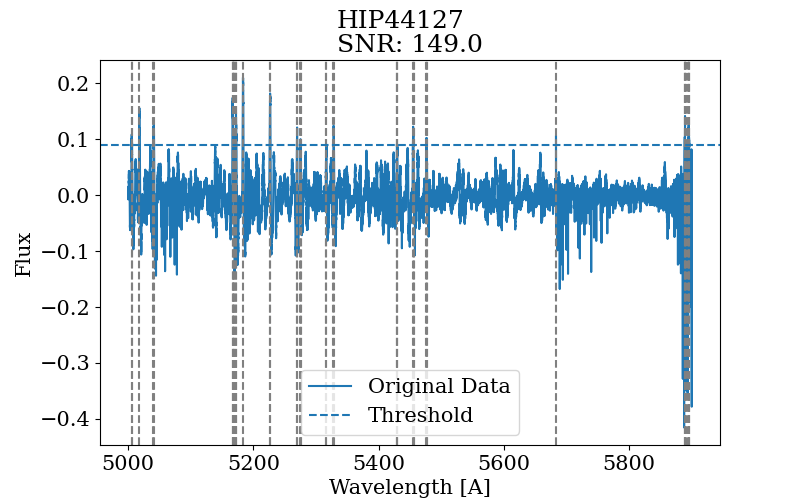 HIP44127
SNR: 149.0
0.2
0.1
0.0
−0.1
−0.2
−0.3
−0.4
Flux
Original Data
Threshold
5000 5200 5400 5600 5800
Wavelength [A]